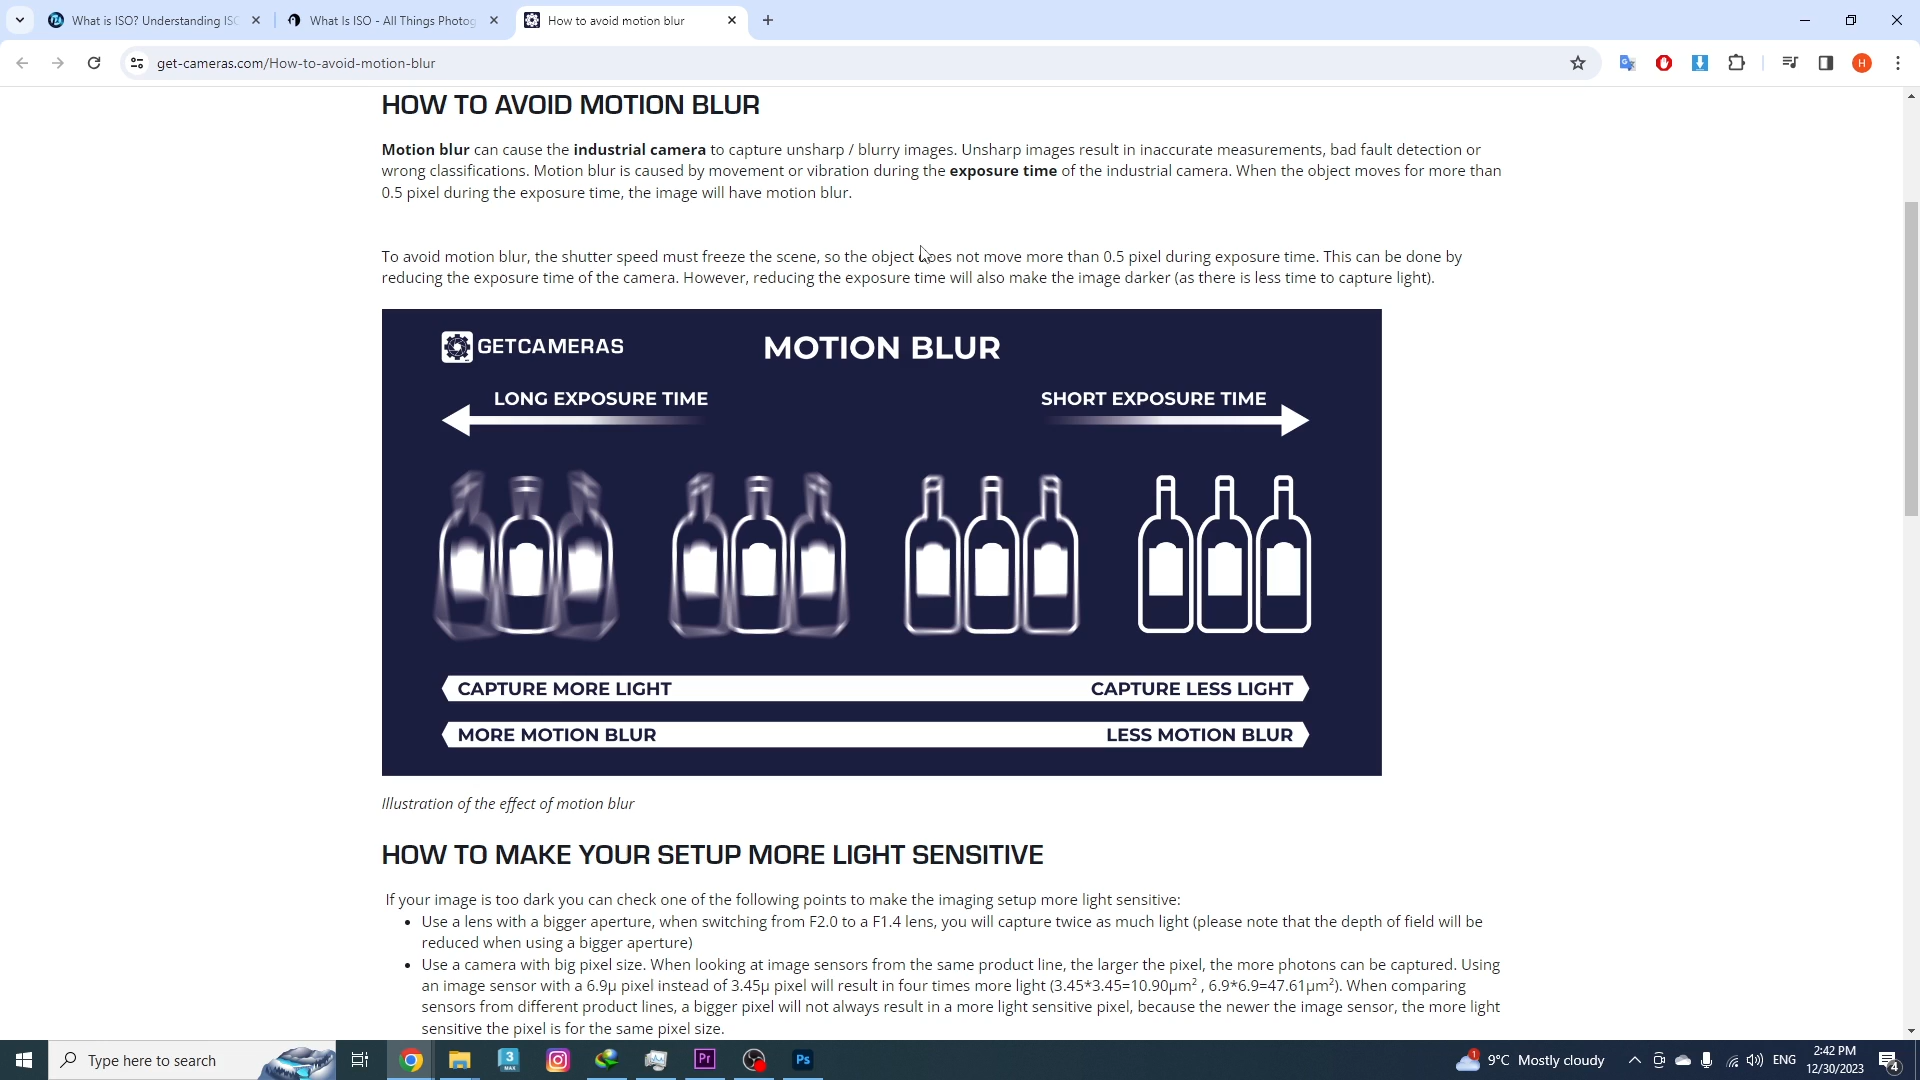 What is ISO? Understanding ISO
What Is ISO - All Things Photog
How to avoid motion blur
get-cameras.com/How-to-avoid-motion-blur
H
HOW TO AVOID MOTION BLUR
Motion blur can cause the industrial camera to capture unsharp / blurry images. Unsharp images result in inaccurate measurements, bad fault detection or
wrong classifications. Motion blur is caused by movement or vibration during the exposure time of the industrial camera. When the object moves for more than
0.5 pixel during the exposure time, the image will have motion blur.
To avoid motion blur, the shutter speed must freeze the scene, so the object does not move more than 0.5 pixel during exposure time. This can be done by
reducing the exposure time of the camera. However, reducing the exposure time will also make the image darker (as there is less time to capture light).
GETCAMERAS
MOTION BLUR
LONG EXPOSURE TIME
SHORT EXPOSURE TIME
CAPTURE MORE LIGHT
CAPTURE LESS LIGHT
MORE MOTION BLUR
LESS MOTION BLUR
Illustration of the effect of motion blur
HOW TO MAKE YOUR SETUP MORE LIGHT SENSITIVE
If your image is too dark you can check one of the following points to make the imaging setup more light sensitive:
• Use a lens with a bigger aperture, when switching from F2.0 to a F1.4 lens, you will capture twice as much light (please note that the depth of field will be
reduced when using a bigger aperture)
• Use a camera with big pixel size. When looking at image sensors from the same product line, the larger the pixel, the more photons can be captured. Using
an image sensor with a 6.9µ pixel instead of 3.45µ pixel will result in four times more light (3.45*3.45=10.90µm² , 6.9*6.9=47.61µm²). When comparing
sensors from different product lines, a bigger pixel will not always result in a more light sensitive pixel, because the newer the image sensor, the more light
sensitive the pixel is for the same pixel size.
Type here to search
3
MAX
Pr
Ps
1
9°C Mostly cloudy
ENG
2:42 PM
12/30/2023
4